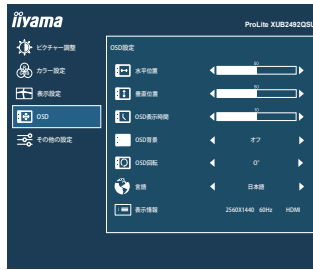 iiyama
ProLite XUB2492QSU
ピクチャー調整
カラー設定
表示設定
OSD
その他の設定
OSD設定
水平位置
50
垂直位置
50
OSD表示時間
10
OSD背景
オフ
OSD回転
0°
言語
日本語
表示情報
2560X1440 60Hz HDMI